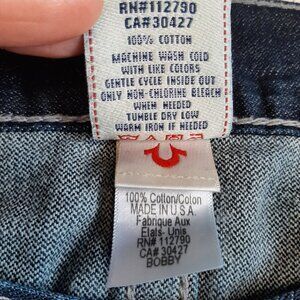 RN#112790
CA#30427
100% COTTON
MACHINE WASH COLD
WITH LIKE COLORS
GENTLE CYCLE INSIDE OUT
ONLY NON-CHLORINE BLEACH
WHEN NEEDED
TUMBLE DRY LOW
WARM IRON IF NEEDED
100% Cotton/Coton
MADE IN U.S.A.
Fabrique Aux
Etats- Unis
RN# 112790
CA# 30427
BOBBY